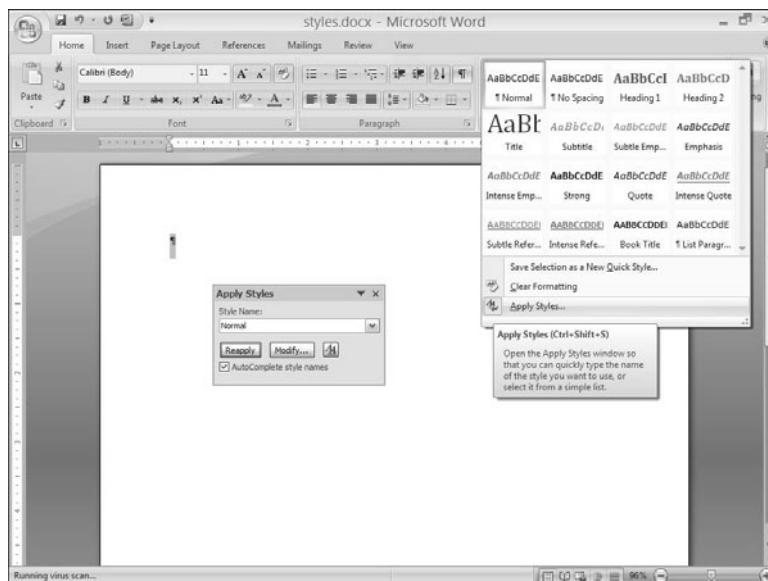 styles.docx - Microsoft Word
Home Insert Page Layout References Mailings Review View
Calibri (Body) 11
Paste
B I U abc x, x² Aa A
Clipboard Font Paragraph
AaBbCcDdE AaBbCcDdE AaBbCcI AaBbCcD
¶ Normal ¶ No Spacing Heading 1 Heading 2
AaBt AaBbCcD AaBbCcDdE AaBbCcDdE
Title Subtitle Subtle Emp... Emphasis
AaBbCcDdE AaBbCcDdE AaBbCcDdE AaBbCcDdE
Intense Emp... Strong Quote Intense Quote
AABBCCDDEI AABBCCDDEI AABBCCDDEI AaBbCcDdE
Subtle Refer... Intense Refe... Book Title ¶ List Paragr...
Save Selection as a New Quick Style...
Clear Formatting
Apply Styles...
Apply Styles (Ctrl+Shift+S)
Open the Apply Styles window so
that you can quickly type the name
of the style you want to use, or
select it from a simple list.
¶
Apply Styles
Style Name:
Normal
Reapply Modify...
AutoComplete style names
Running virus scan...
96%